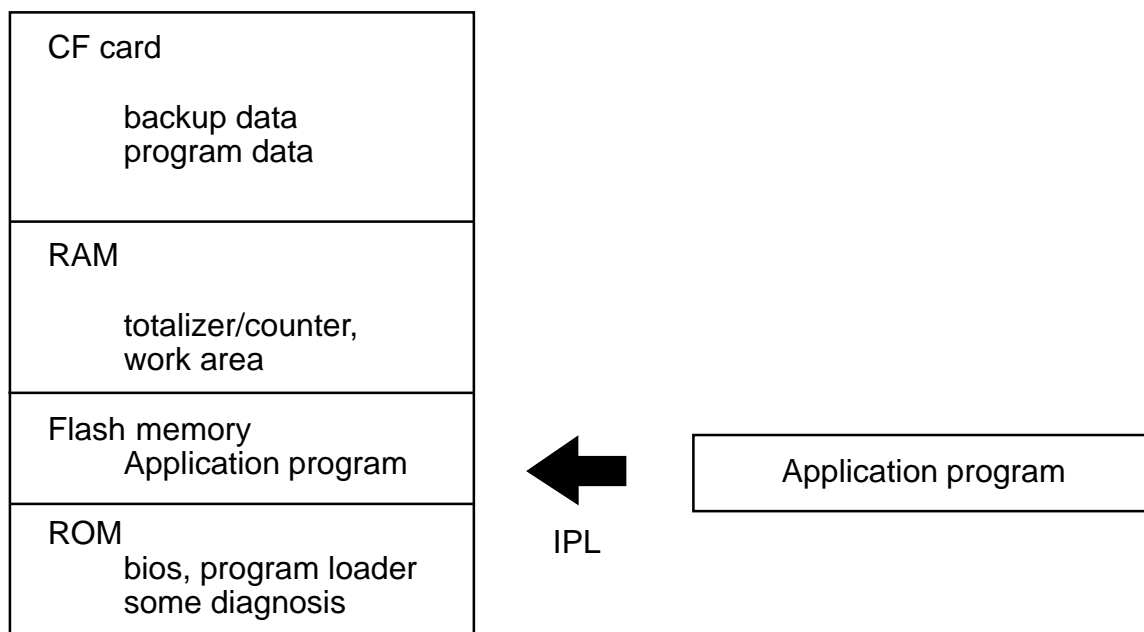 CF card
backup data
program data
RAM
totalizer/counter,
work area
Flash memory
Application program
ROM
bios, program loader
some diagnosis
IPL
Application program